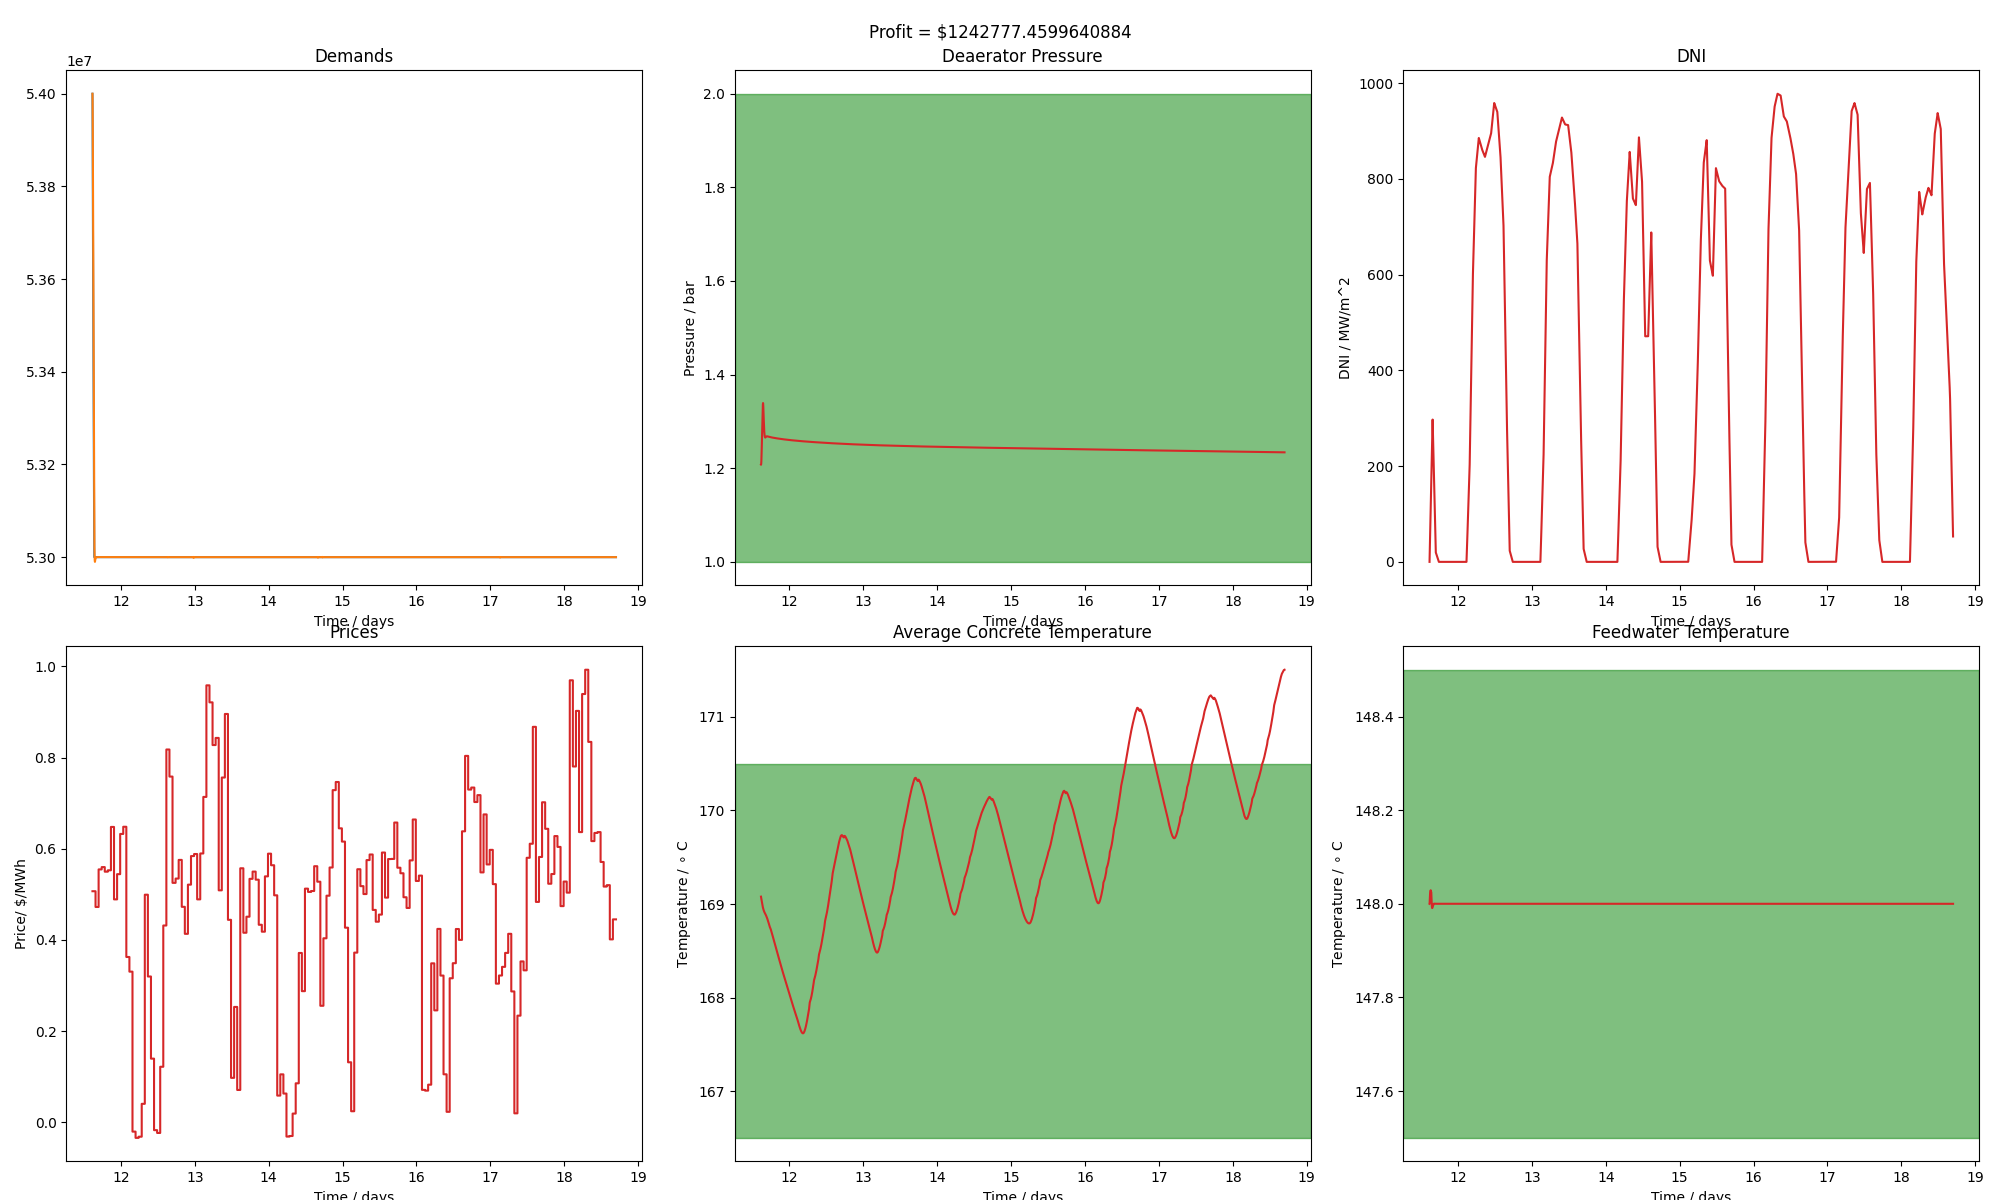 Profit = $1242777.4599640884
Demands
1e7
5.40
5.38
5.36
5.34
5.32
5.30
12 13 14 15 16 17 18 19
Time / days
Deaerator Pressure
Pressure / bar
2.0
1.8
1.6
1.4
1.2
1.0
12 13 14 15 16 17 18 19
Time / days
DNI
DNI / MW/m^2
1000
800
600
400
200
0
12 13 14 15 16 17 18 19
Time / days
Prices
Price/ $/MWh
1.0
0.8
0.6
0.4
0.2
0.0
12 13 14 15 16 17 18 19
Time / days
Average Concrete Temperature
Temperature / ∘ C
171
170
169
168
167
12 13 14 15 16 17 18 19
Time / days
Feedwater Temperature
Temperature / ∘ C
148.4
148.2
148.0
147.8
147.6
12 13 14 15 16 17 18 19
Time / days